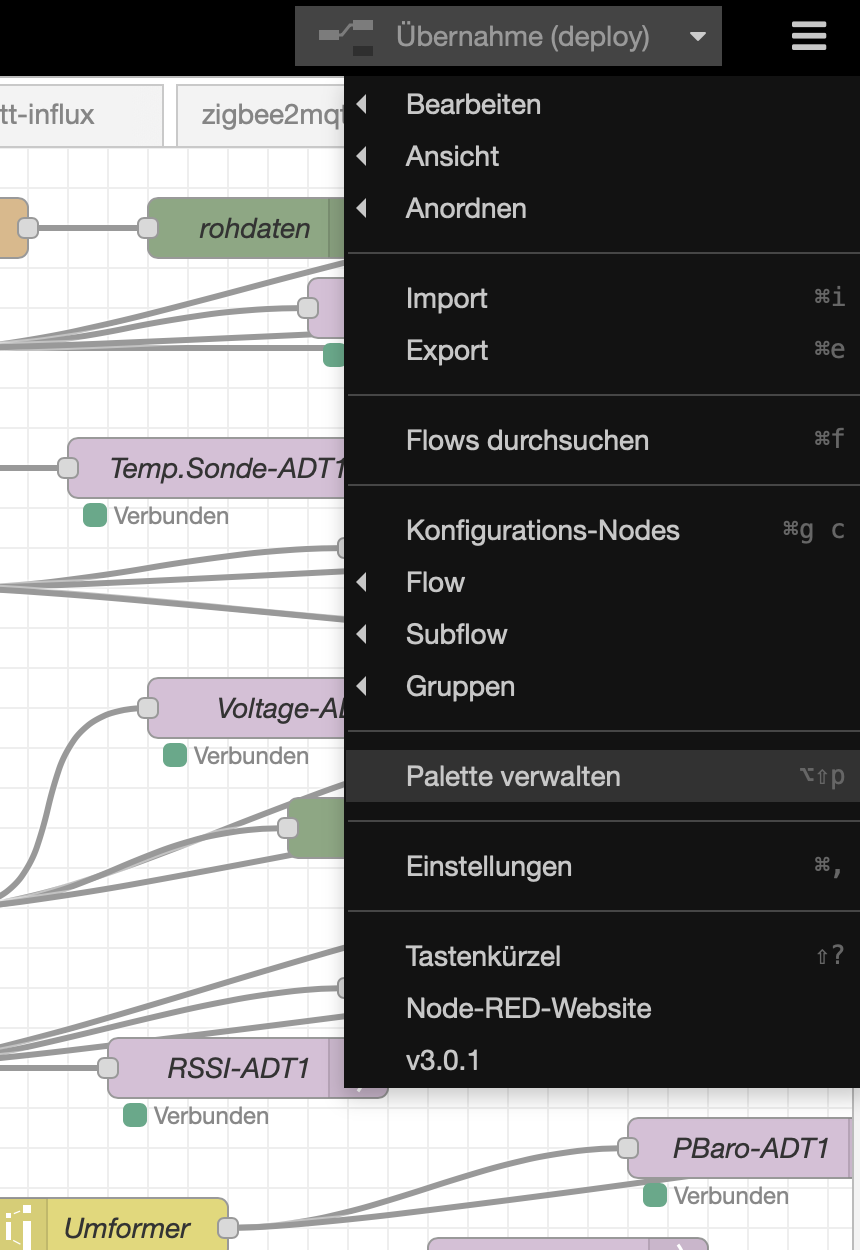 Übernahme (deploy)
tt-influx
zigbee2mqt
Bearbeiten
Ansicht
Anordnen
rohdaten
Import ⌘i
Export ⌘e
Flows durchsuchen ⌘f
Temp.Sonde-ADT1
Verbunden
Konfigurations-Nodes ⌘g c
Flow
Subflow
Gruppen
Voltage-AD
Verbunden
Palette verwalten ⌥⇧p
Einstellungen ⌘,
Tastenkürzel ⇧?
Node-RED-Website
v3.0.1
RSSI-ADT1
Verbunden
PBaro-ADT1
Verbunden
Umformer